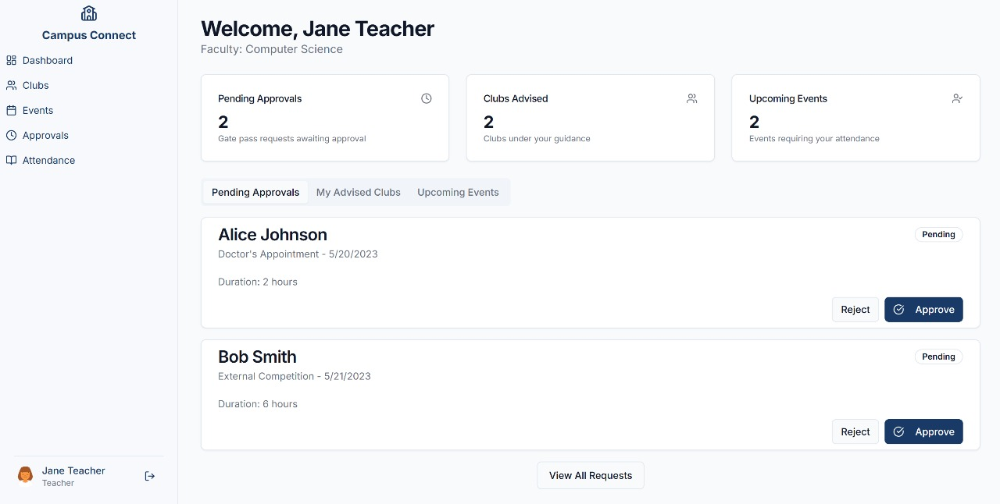 Campus Connect
Dashboard
Clubs
Events
Approvals
Attendance
Jane Teacher
Teacher
Welcome, Jane Teacher
Faculty: Computer Science
Pending Approvals
2
Gate pass requests awaiting approval
Clubs Advised
2
Clubs under your guidance
Upcoming Events
2
Events requiring your attendance
Pending Approvals My Advised Clubs Upcoming Events
Alice Johnson Pending
Doctor's Appointment - 5/20/2023
Duration: 2 hours
Reject Approve
Bob Smith Pending
External Competition - 5/21/2023
Duration: 6 hours
Reject Approve
View All Requests